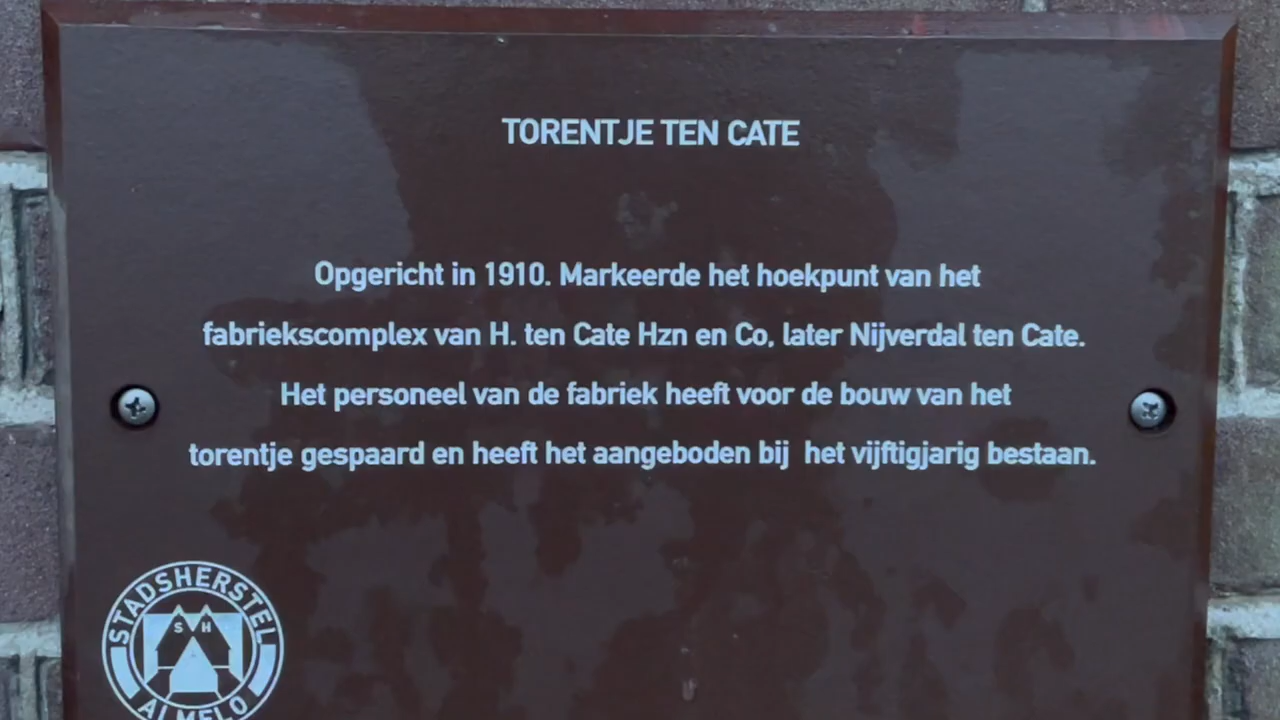 TORENTJE TEN CATE
Opgericht in 1910. Markeerde het hoekpunt van het
fabriekscomplex van H. ten Cate Hzn en Co, later Nijverdal ten Cate.
Het personeel van de fabriek heeft voor de bouw van het
torentje gespaard en heeft het aangeboden bij  het vijftigjarig bestaan.
STADSHERSTEL
S H
ALMELO